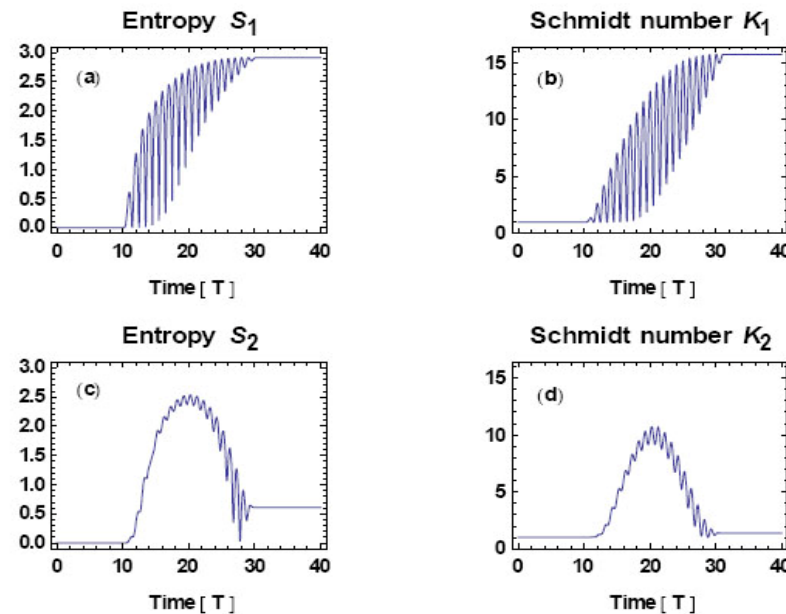 Entropy S1
Schmidt number K1
3.0
2.5
2.0
1.5
1.0
0.5
0.0
(a)
0 10 20 30 40
Time [ T ]
15
10
5
0
(b)
0 10 20 30 40
Time [ T ]
Entropy S2
Schmidt number K2
3.0
2.5
2.0
1.5
1.0
0.5
0.0
(c)
0 10 20 30 40
Time [ T ]
15
10
5
0
(d)
0 10 20 30 40
Time [ T ]